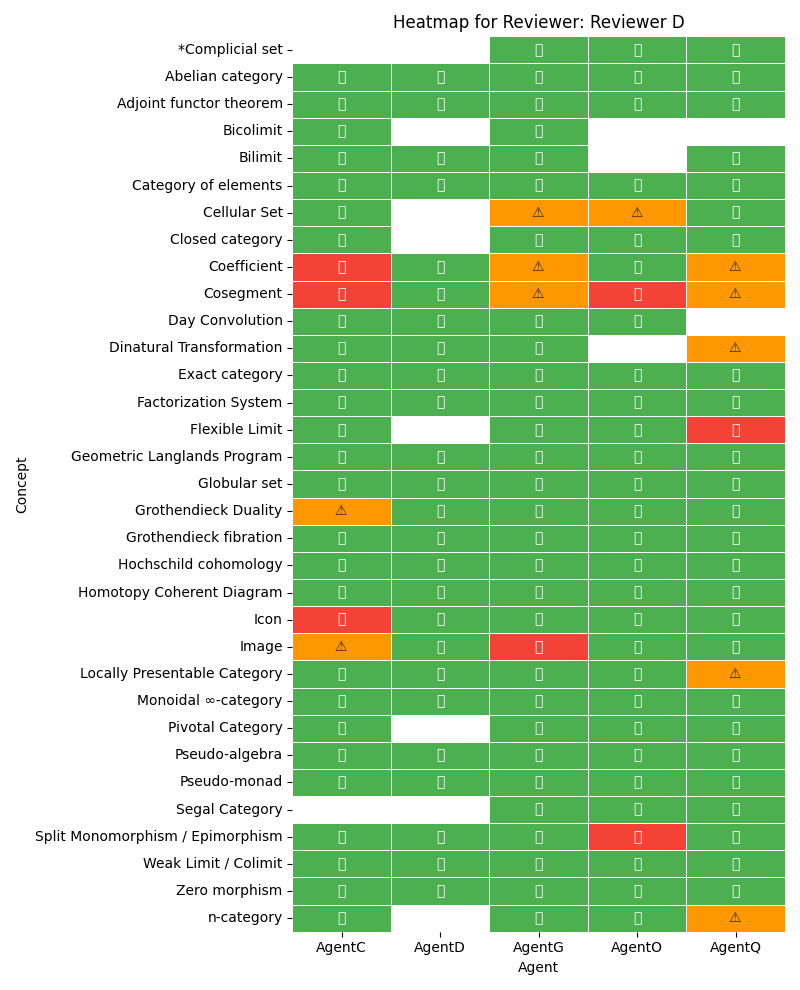 Heatmap for Reviewer: Reviewer D
*Complicial set
Abelian category
Adjoint functor theorem
Bicolimit
Bilimit
Category of elements
Cellular Set
⚠ ⚠
Closed category
Coefficient
⚠ ⚠
Cosegment
⚠ ⚠
Day Convolution
Dinatural Transformation
⚠
Exact category
Factorization System
Flexible Limit
Geometric Langlands Program
Globular set
Grothendieck Duality
⚠
Grothendieck fibration
Hochschild cohomology
Homotopy Coherent Diagram
Icon
Image
⚠
Locally Presentable Category
⚠
Monoidal ∞-category
Pivotal Category
Pseudo-algebra
Pseudo-monad
Segal Category
Split Monomorphism / Epimorphism
Weak Limit / Colimit
Zero morphism
n-category
⚠
Concept
AgentC AgentD AgentG AgentO AgentQ
Agent